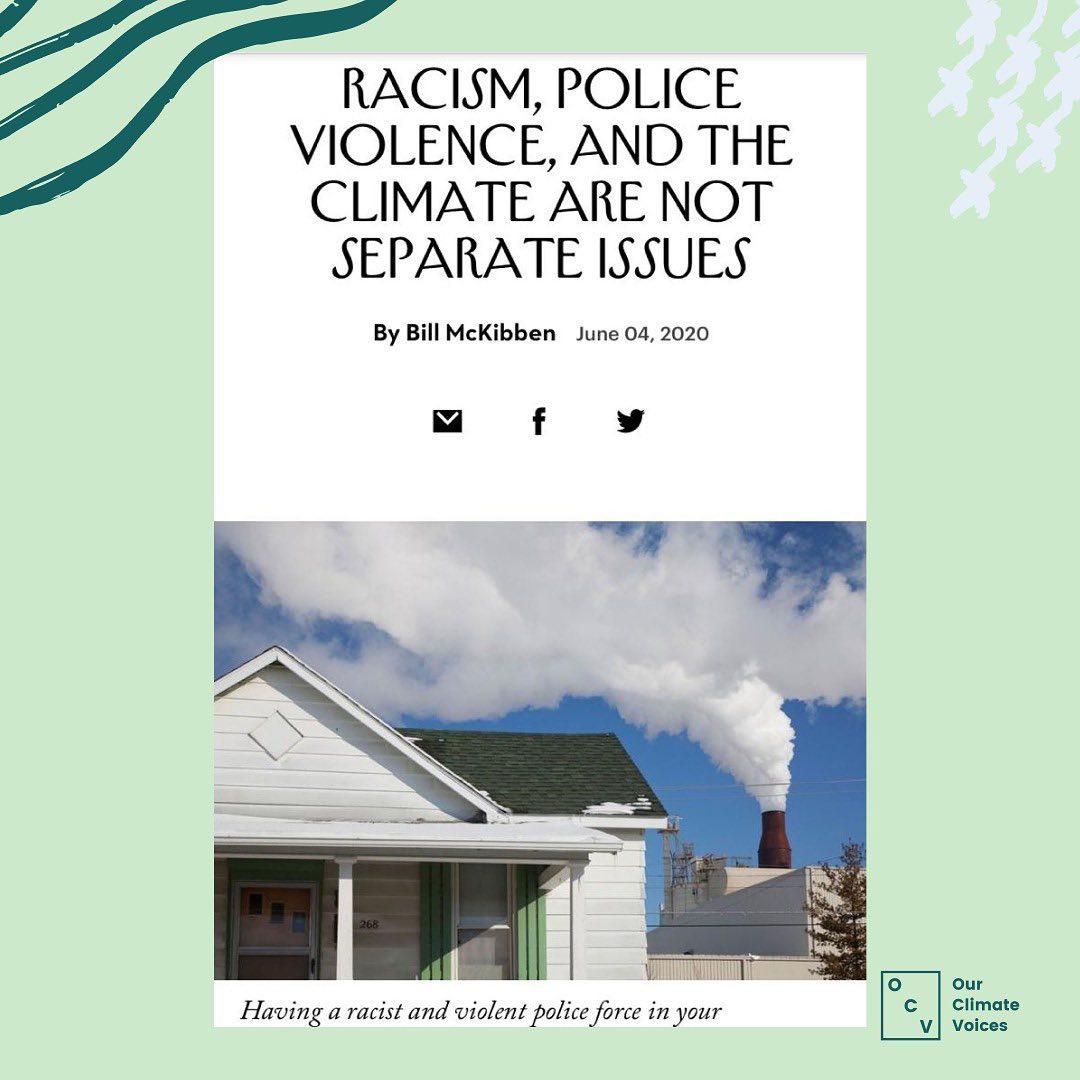 RACISM, POLICE
VIOLENCE, AND THE
CLIMATE ARE NOT
SEPARATE ISSUES
By Bill McKibben June 04, 2020
268
Having a racist and violent police force in your
O
C
V
Our
Climate
Voices